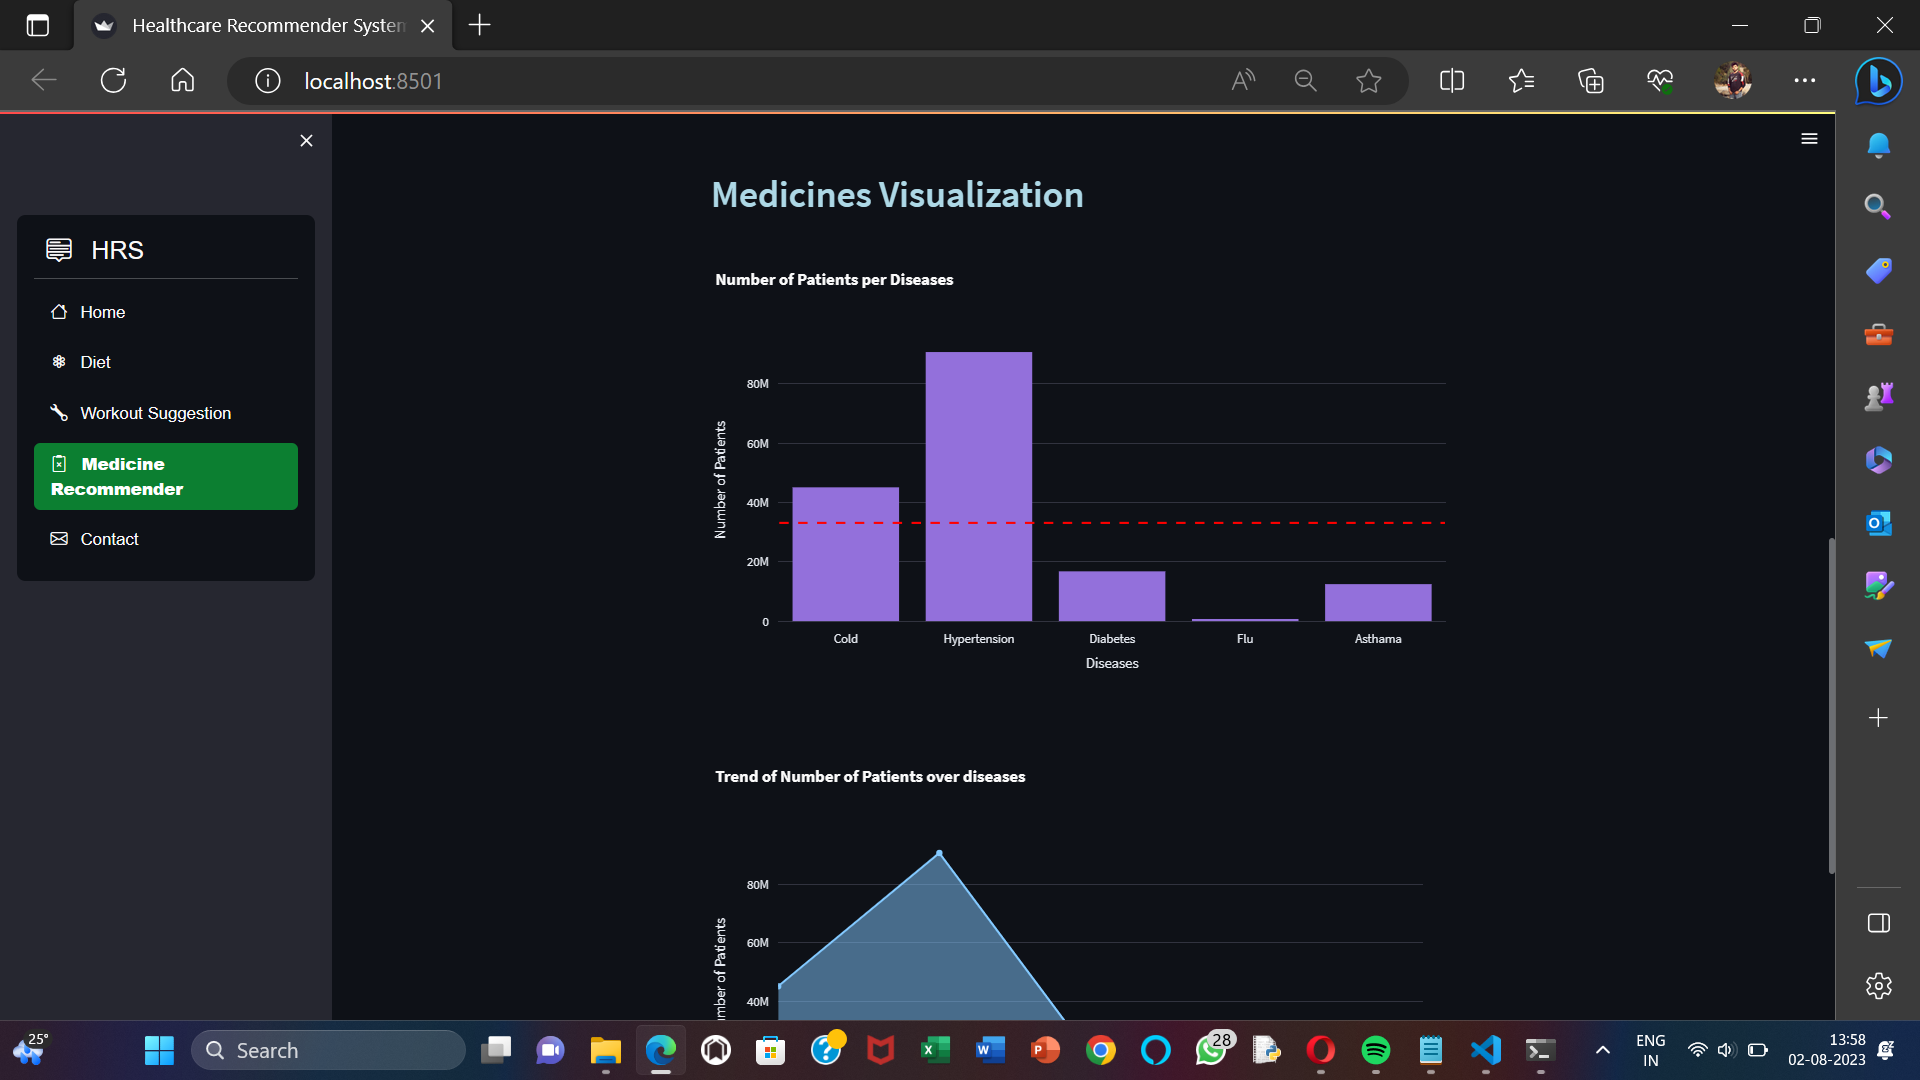 Healthcare Recommender System
localhost:8501
HRS
Home
Diet
Workout Suggestion
Medicine
Recommender
Contact
Medicines Visualization
Number of Patients per Diseases
Number of Patients
80M
60M
40M
20M
0
Cold Hypertension Diabetes Flu Asthama
Diseases
Trend of Number of Patients over diseases
80M
60M
40M
mber of Patients
25°
Search
28
ENG
IN
13:58
02-08-2023